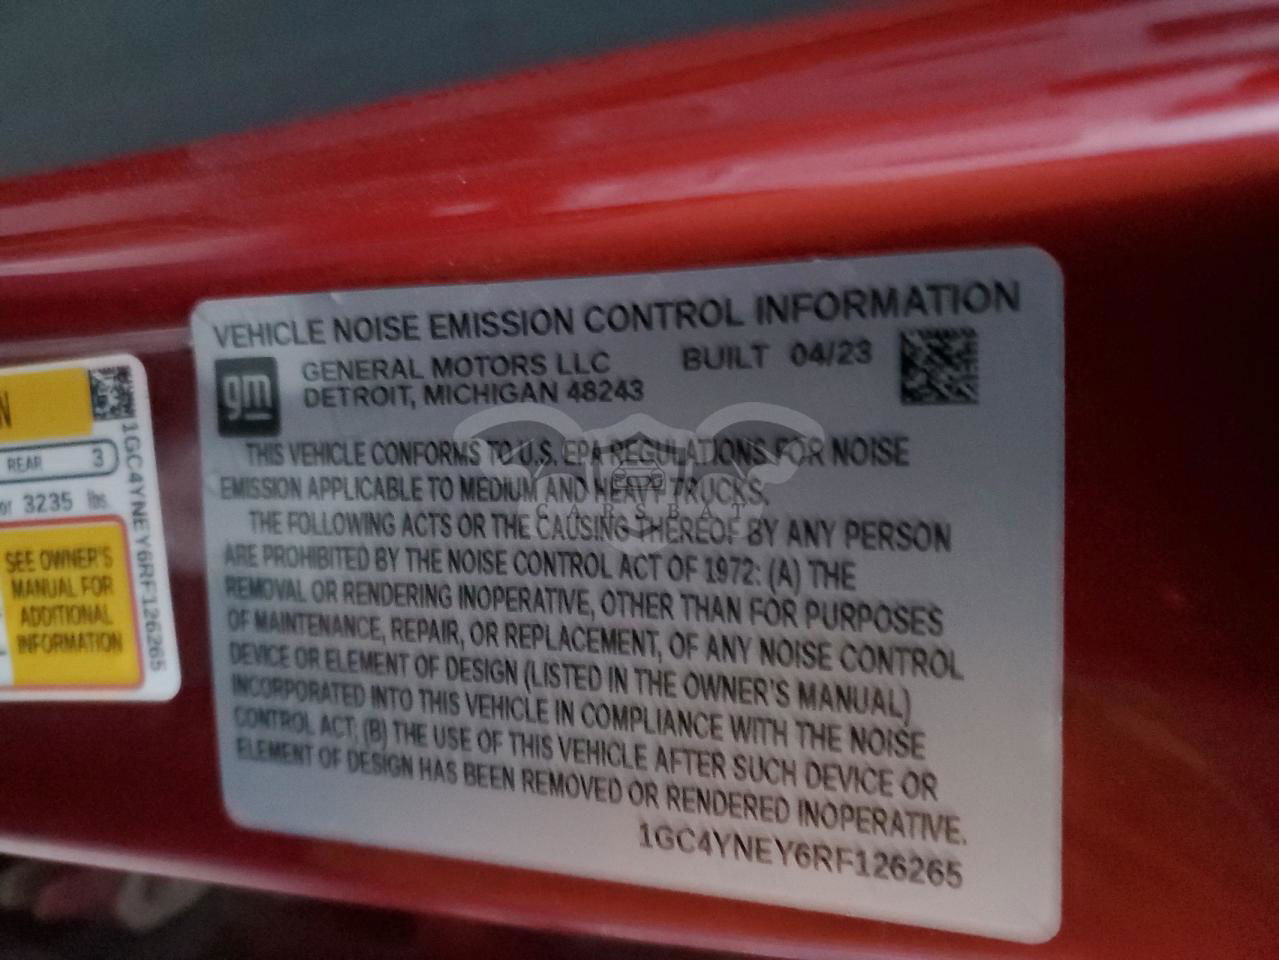 N
REAR 3
or 3235 lbs.
SEE OWNER'S
MANUAL FOR
ADDITIONAL
INFORMATION
1GC4YNEY6RF126265
VEHICLE NOISE EMISSION CONTROL INFORMATION
gm
GENERAL MOTORS LLC BUILT 04/23
DETROIT, MICHIGAN 48243
THIS VEHICLE CONFORMS TO U.S. EPA REGULATIONS FOR NOISE
EMISSION APPLICABLE TO MEDIUM AND HEAVY TRUCKS.
CARSBAT
THE FOLLOWING ACTS OR THE CAUSING THEREOF BY ANY PERSON
ARE PROHIBITED BY THE NOISE CONTROL ACT OF 1972: (A) THE
REMOVAL OR RENDERING INOPERATIVE, OTHER THAN FOR PURPOSES
OF MAINTENANCE, REPAIR, OR REPLACEMENT, OF ANY NOISE CONTROL
DEVICE OR ELEMENT OF DESIGN (LISTED IN THE OWNER'S MANUAL)
INCORPORATED INTO THIS VEHICLE IN COMPLIANCE WITH THE NOISE
CONTROL ACT; (B) THE USE OF THIS VEHICLE AFTER SUCH DEVICE OR
ELEMENT OF DESIGN HAS BEEN REMOVED OR RENDERED INOPERATIVE.
1GC4YNEY6RF126265